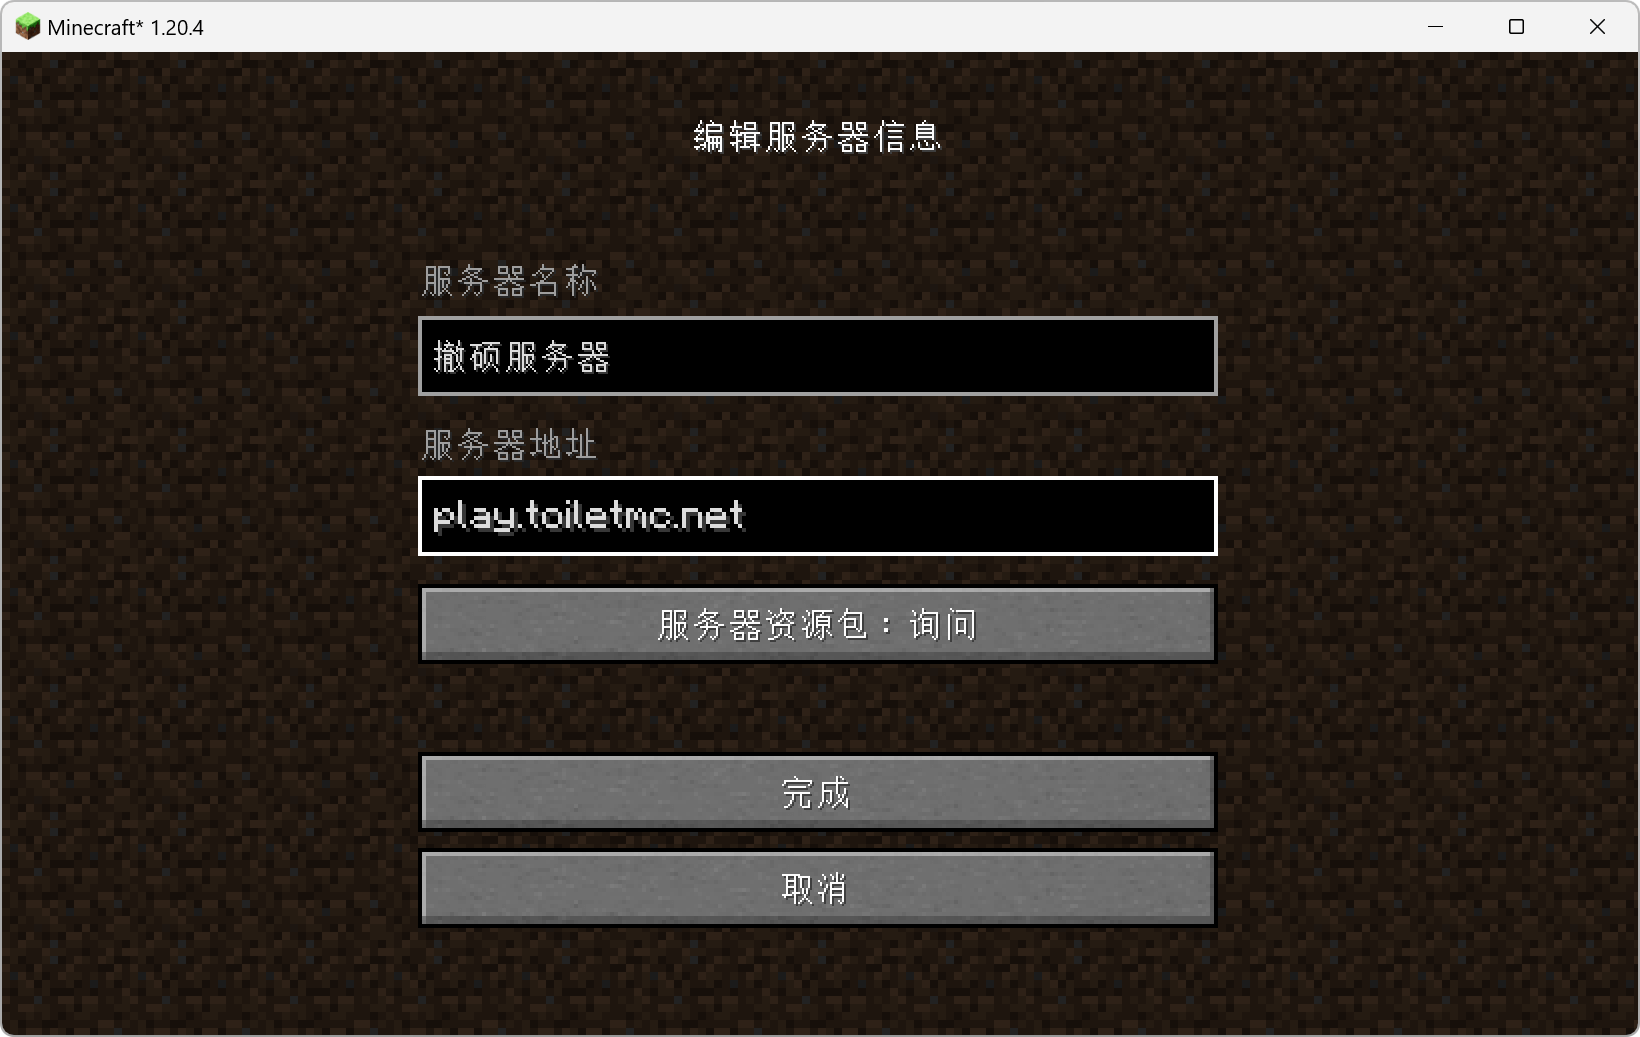 Minecraft* 1.20.4
编辑服务器信息
服务器名称
撤硕服务器
服务器地址
play.toiletmc.net
服务器资源包：询问
完成
取消